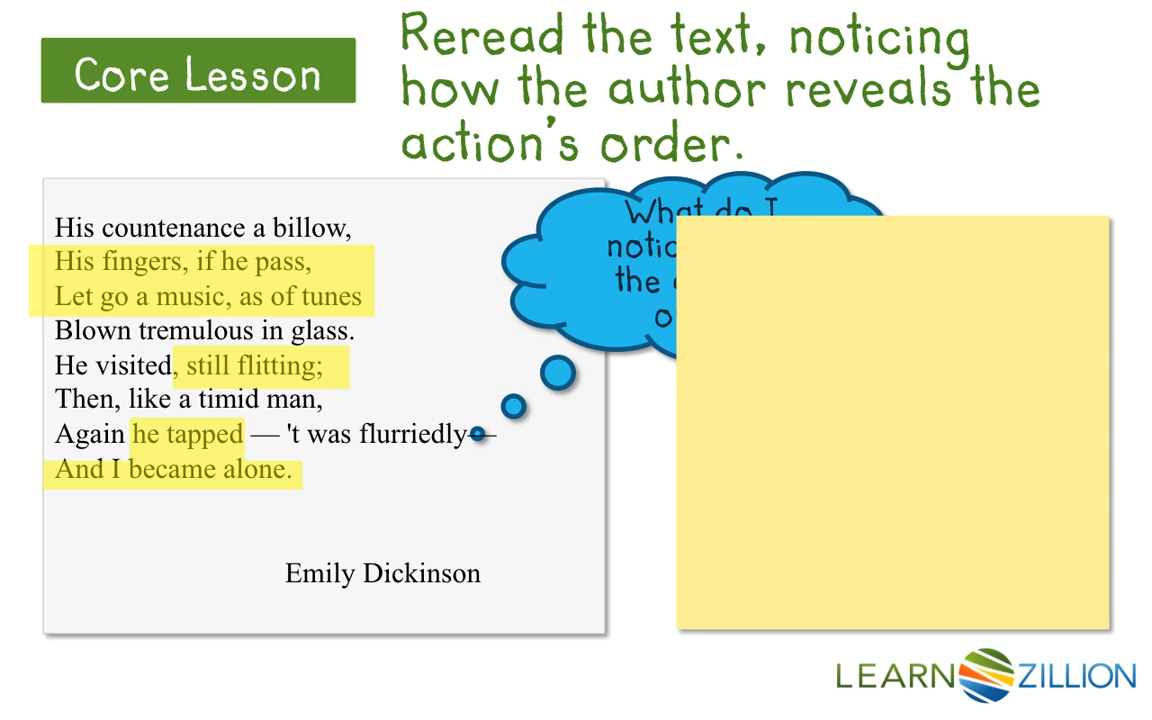 Core Lesson
Reread the text, noticing
how the author reveals the
action's order.
His countenance a billow,
His fingers, if he pass,
Let go a music, as of tunes
Blown tremulous in glass.
He visited, still flitting;
Then, like a timid man,
Again he tapped — 't was flurriedly—
And I became alone.
Emily Dickinson
What do I
the
LEARN ZILLION